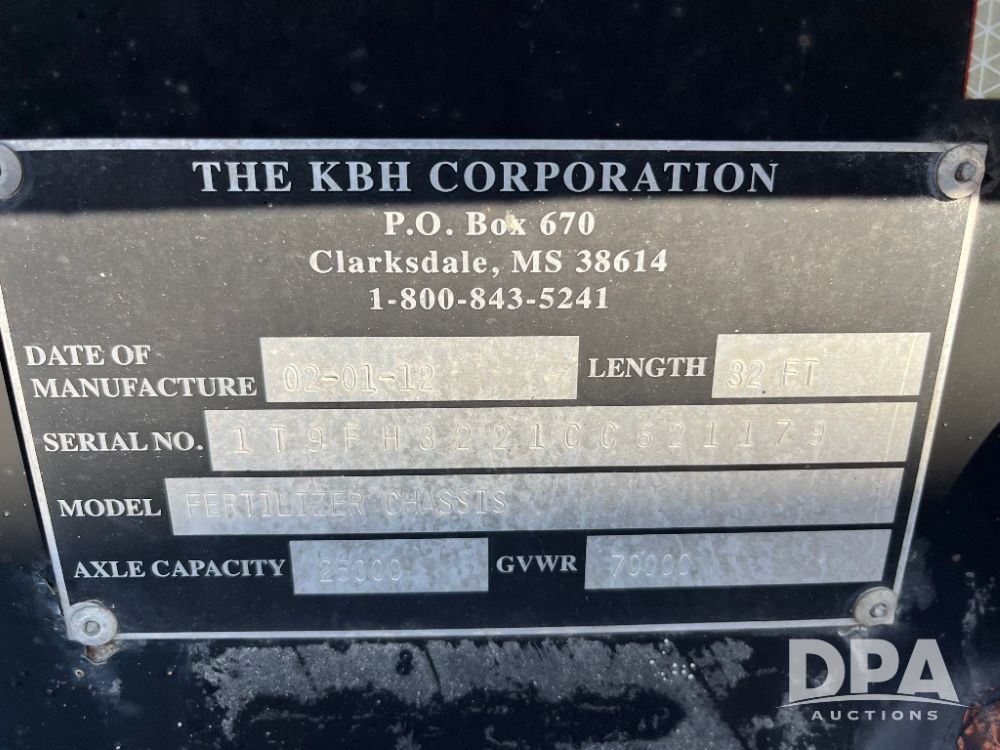 THE KBH CORPORATION
P.O. Box 670
Clarksdale, MS 38614
1-800-843-5241
DATE OF MANUFACTURE 02-01-12 LENGTH 32 FT
SERIAL NO. 1T9FH3221CC621179
MODEL FERTILIZER CHASSIS
AXLE CAPACITY 25000 GVWR 70000
DPA
AUCTIONS